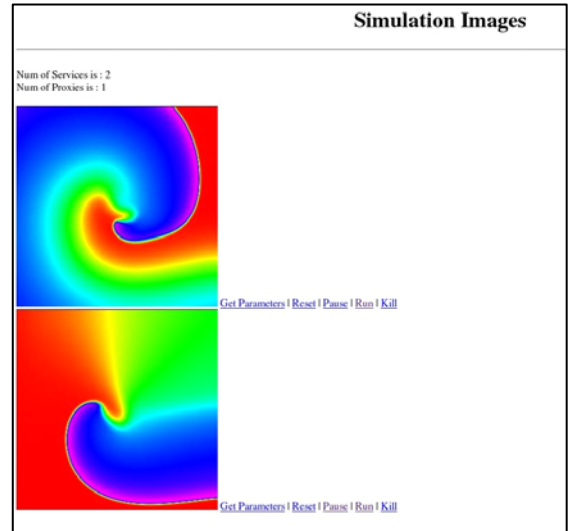 Simulation Images
Num of Services is : 2
Num of Proxies is : 1
Get Parameters | Reset | Pause | Run | Kill
Get Parameters | Reset | Pause | Run | Kill